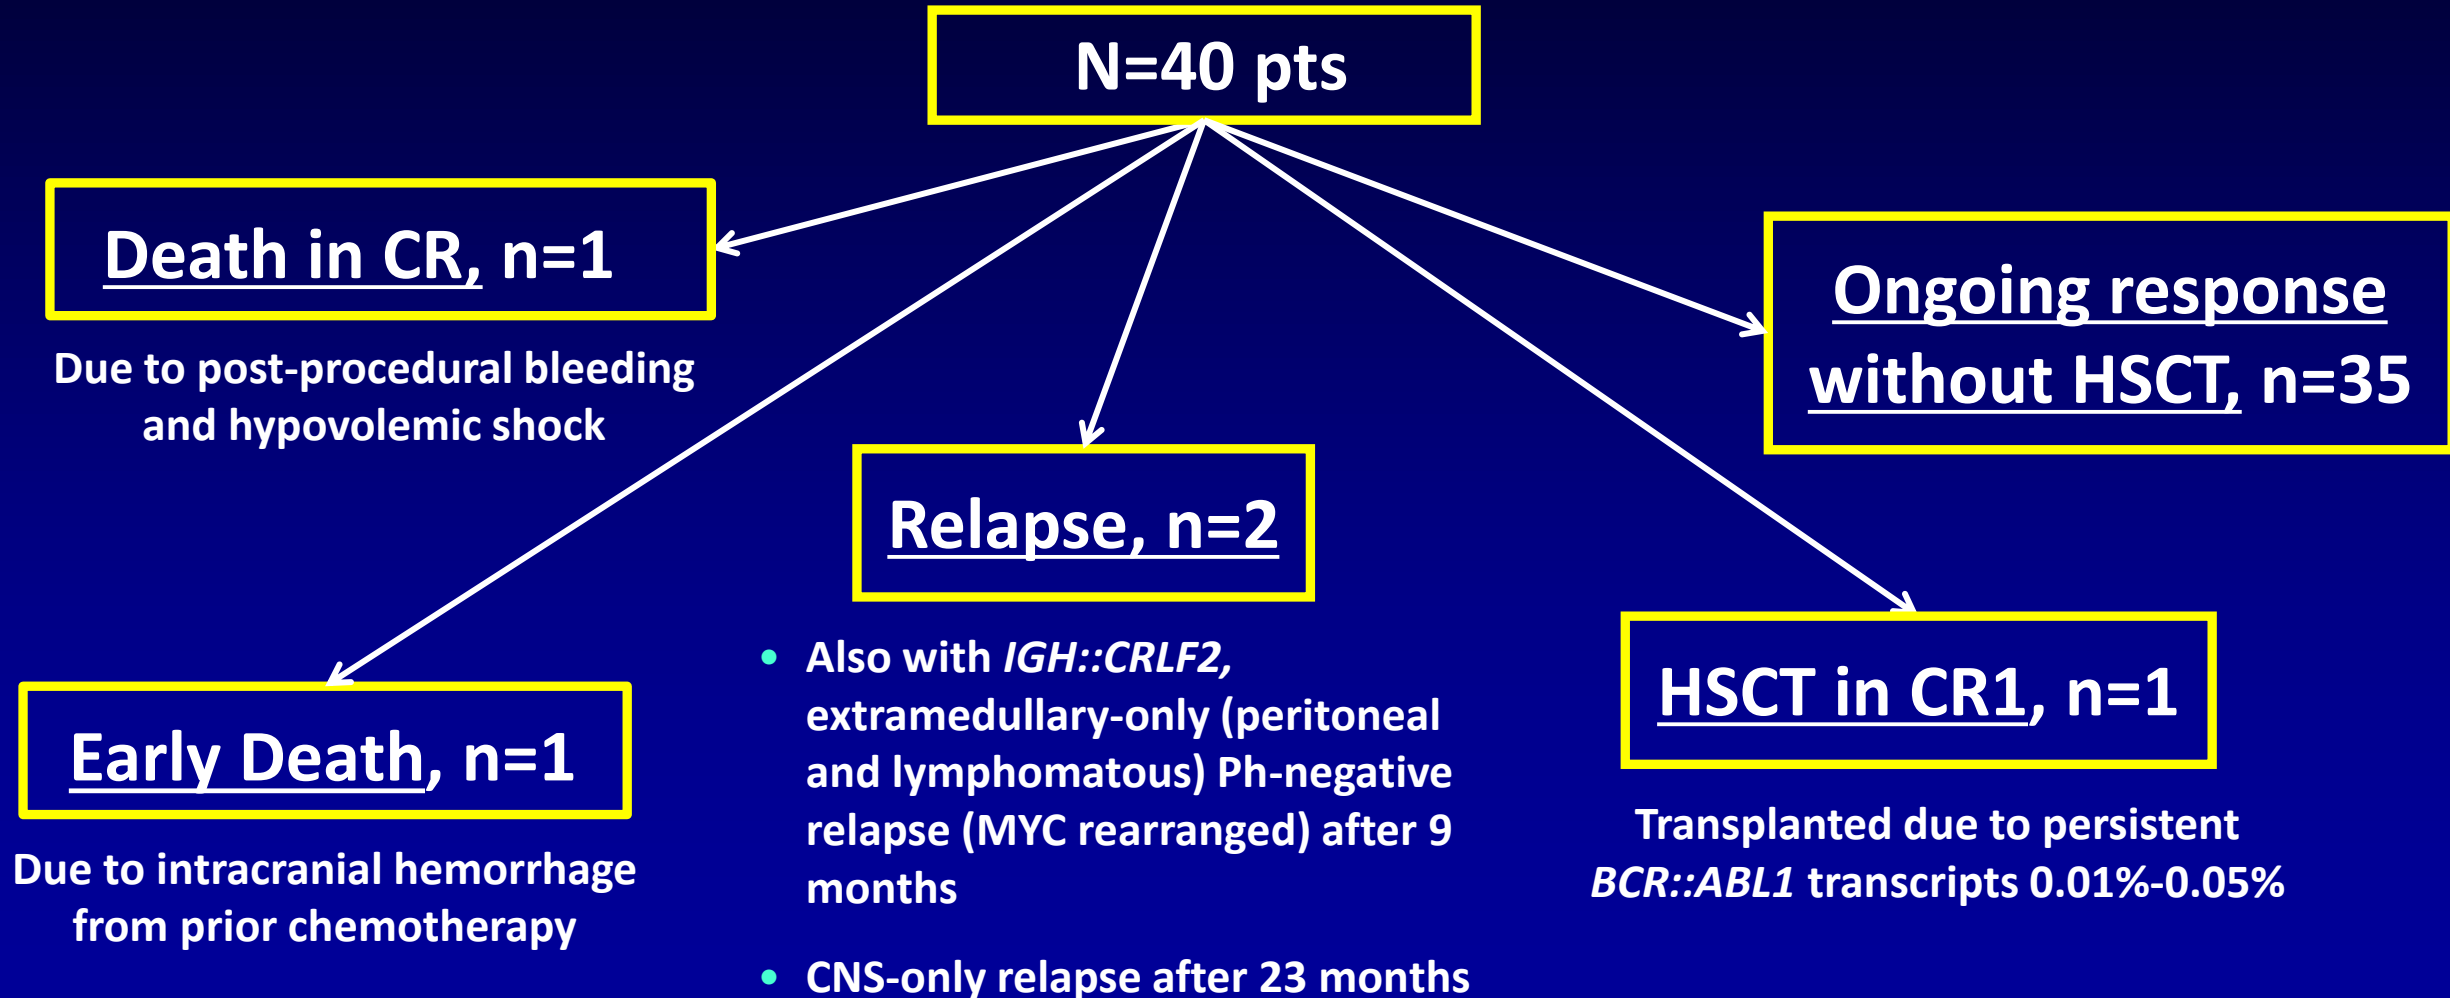 N=40 pts
Death in CR, n=1
Due to post-procedural bleeding
and hypovolemic shock
Ongoing response
without HSCT, n=35
Relapse, n=2
• Also with IGH::CRLF2,
extramedullary-only (peritoneal
and lymphomatous) Ph-negative
relapse (MYC rearranged) after 9
months
• CNS-only relapse after 23 months
Early Death, n=1
Due to intracranial hemorrhage
from prior chemotherapy
HSCT in CR1, n=1
Transplanted due to persistent
BCR::ABL1 transcripts 0.01%-0.05%